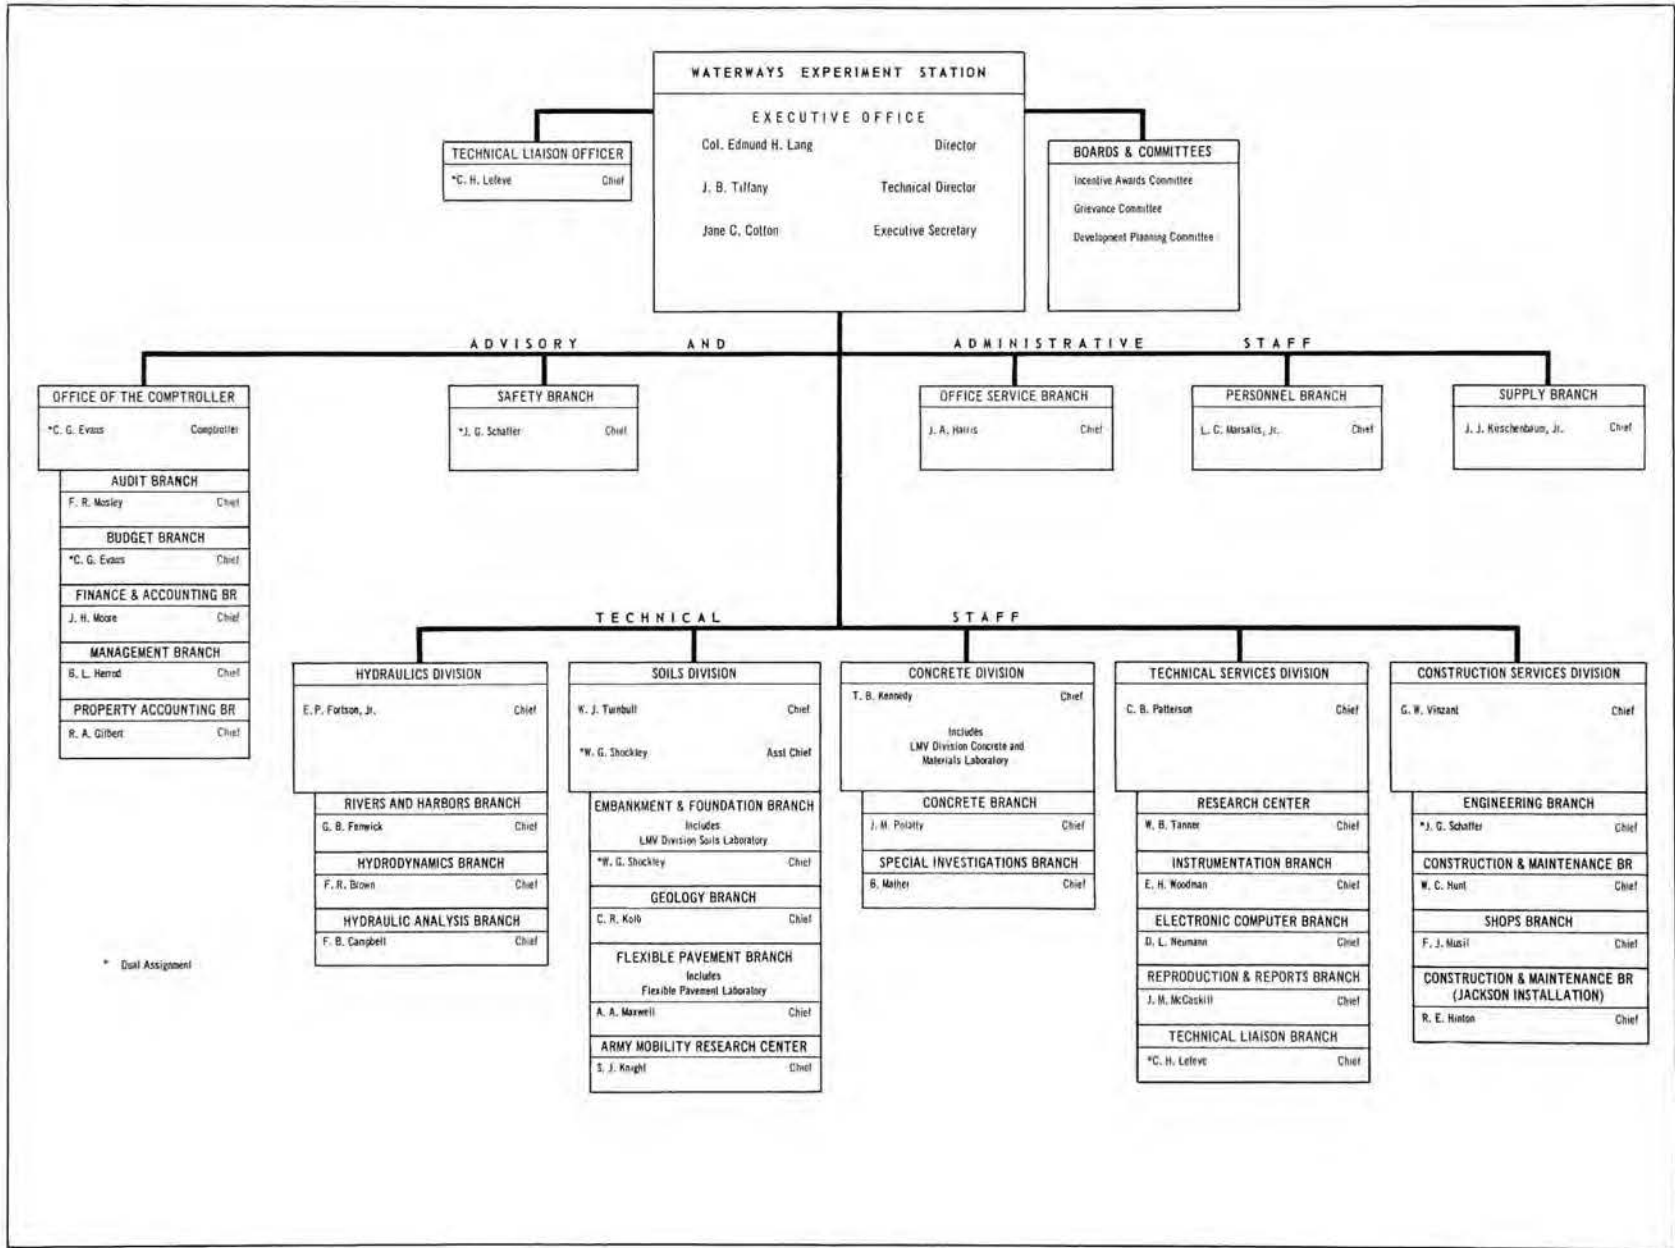 WATERWAYS EXPERIMENT STATION
EXECUTIVE OFFICE
Col. Edmund H. Lang Director
J. B. Tiffany Technical Director
Jane C. Cotton Executive Secretary
TECHNICAL LIAISON OFFICER
*C. H. Lefeve Chief
BOARDS & COMMITTEES
Incentive Awards Committee
Grievance Committee
Development Planning Committee
ADVISORY AND ADMINISTRATIVE STAFF
OFFICE OF THE COMPTROLLER
*C. G. Evans Comptroller
AUDIT BRANCH
F. R. Mosley Chief
BUDGET BRANCH
*C. G. Evans Chief
FINANCE & ACCOUNTING BR
J. H. Moore Chief
MANAGEMENT BRANCH
B. L. Herrod Chief
PROPERTY ACCOUNTING BR
R. A. Gilbert Chief
SAFETY BRANCH
*J. G. Schaffer Chief
OFFICE SERVICE BRANCH
J. A. Harris Chief
PERSONNEL BRANCH
L. C. Marsalis, Jr. Chief
SUPPLY BRANCH
J. J. Kirschenbaum, Jr. Chief
TECHNICAL STAFF
HYDRAULICS DIVISION
E. P. Fortson, Jr. Chief
RIVERS AND HARBORS BRANCH
G. B. Fenwick Chief
HYDRODYNAMICS BRANCH
F. R. Brown Chief
HYDRAULIC ANALYSIS BRANCH
F. B. Campbell Chief
SOILS DIVISION
W. J. Turnbull Chief
*W. G. Shockley Asst Chief
EMBANKMENT & FOUNDATION BRANCH
Includes
LMV Division Soils Laboratory
*W. G. Shockley Chief
GEOLOGY BRANCH
C. R. Kolb Chief
FLEXIBLE PAVEMENT BRANCH
Includes
Flexible Pavement Laboratory
A. A. Maxwell Chief
ARMY MOBILITY RESEARCH CENTER
S. J. Knight Chief
CONCRETE DIVISION
T. B. Kennedy Chief
Includes
LMV Division Concrete and
Materials Laboratory
CONCRETE BRANCH
J. M. Polatty Chief
SPECIAL INVESTIGATIONS BRANCH
B. Mather Chief
TECHNICAL SERVICES DIVISION
C. B. Patterson Chief
RESEARCH CENTER
W. B. Tanner Chief
INSTRUMENTATION BRANCH
E. H. Woodman Chief
ELECTRONIC COMPUTER BRANCH
D. L. Neumann Chief
REPRODUCTION & REPORTS BRANCH
J. M. McCaskill Chief
TECHNICAL LIAISON BRANCH
*C. H. Lefeve Chief
CONSTRUCTION SERVICES DIVISION
G. W. Vinzant Chief
ENGINEERING BRANCH
*J. G. Schaffer Chief
CONSTRUCTION & MAINTENANCE BR
W. C. Hunt Chief
SHOPS BRANCH
F. J. Musil Chief
CONSTRUCTION & MAINTENANCE BR
(JACKSON INSTALLATION)
R. E. Hinton Chief
* Dual Assignment